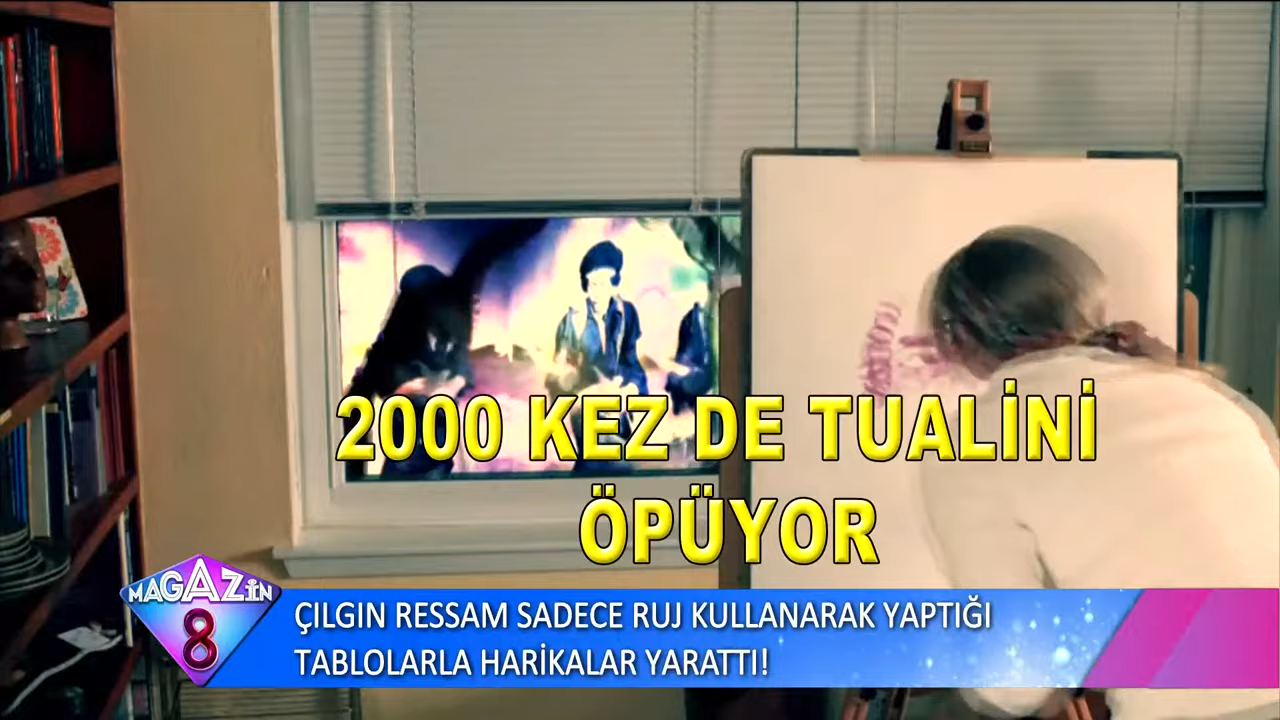 2000 KEZ DE TUALİNİ
ÖPÜYOR
MAGAZİN
8
ÇILGIN RESSAM SADECE RUJ KULLANARAK YAPTIĞI
TABLOLARLA HARİKALAR YARATTI!